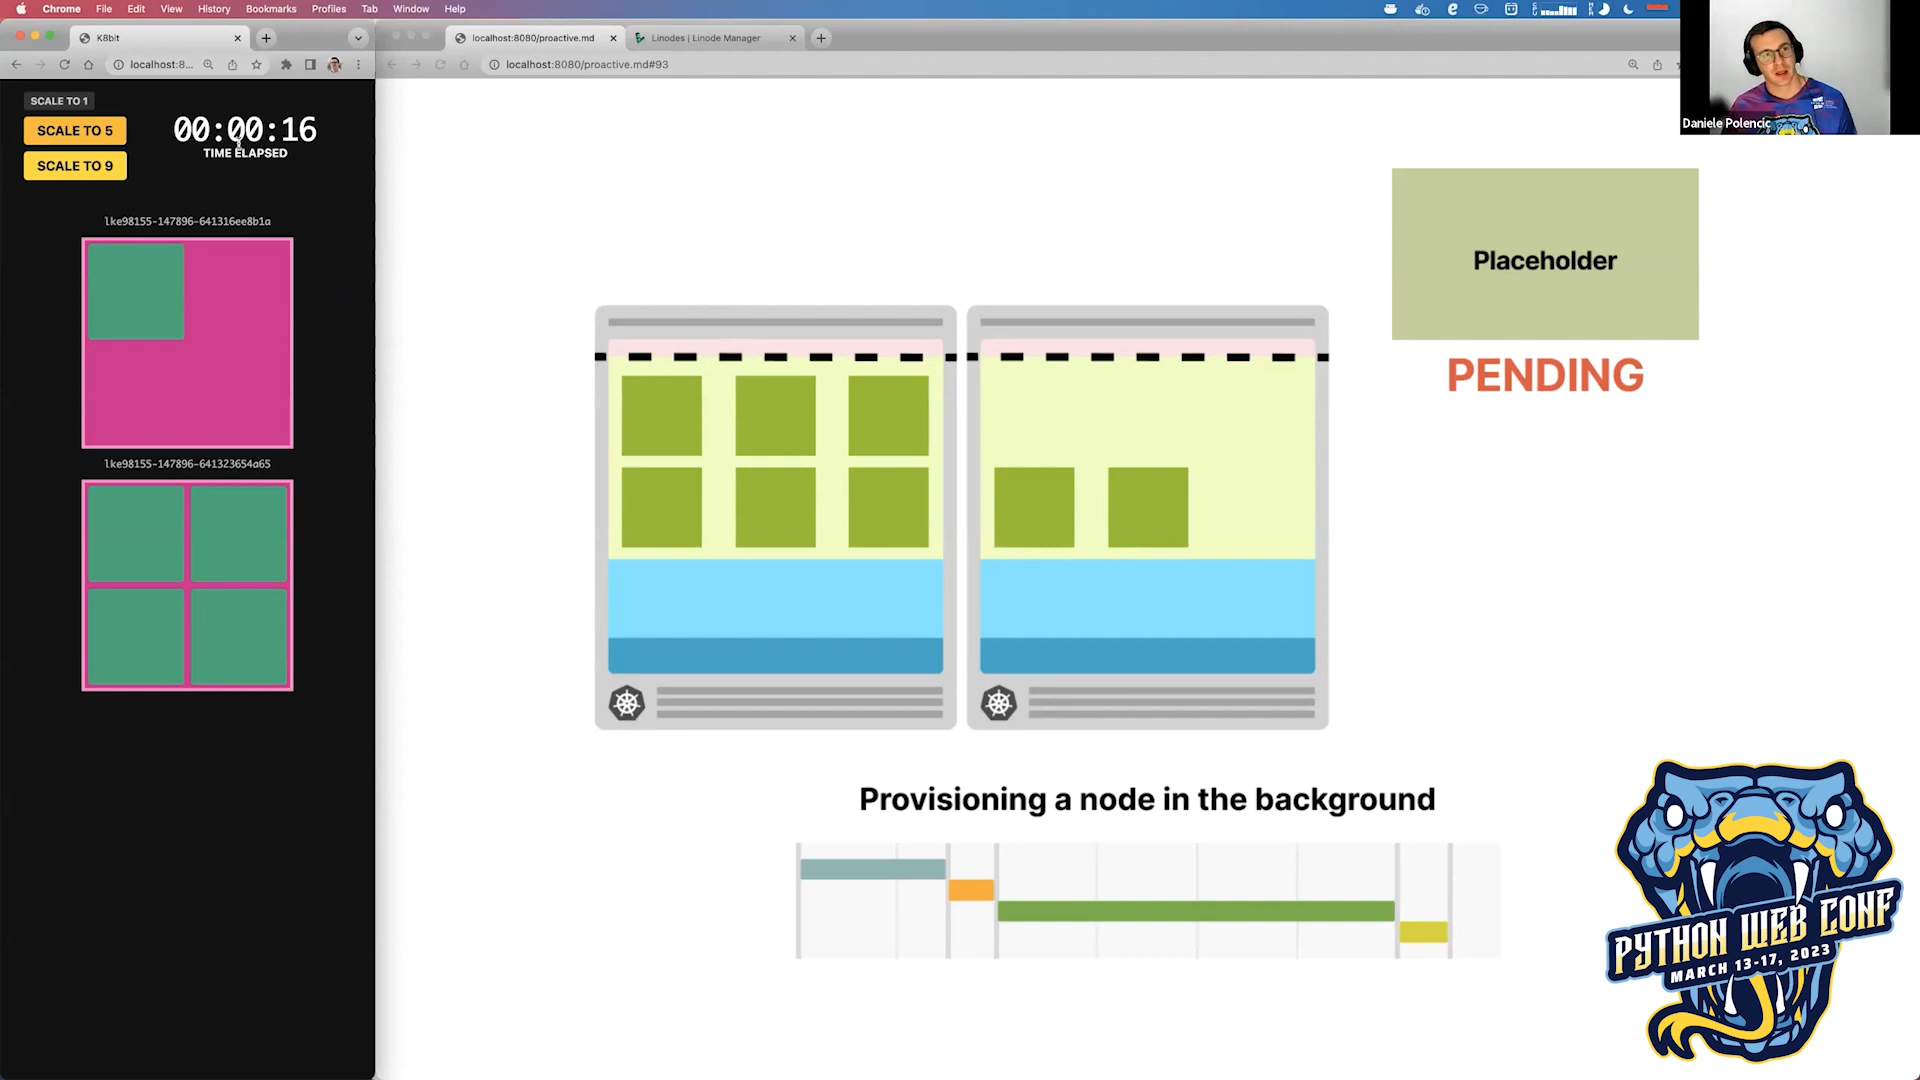 Chrome File Edit View History Bookmarks Profiles Tab Window Help
K8bit
localhost:8080/proactive.md
Linodes | Linode Manager
localhost:8...
localhost:8080/proactive.md#93
SCALE TO 1
SCALE TO 5
SCALE TO 9
00:00:16
TIME ELAPSED
lke98155-147896-641316ee8b1a
lke98155-147896-641323654a65
Daniele Polencic
Placeholder
PENDING
Provisioning a node in the background
PYTHON WEB CONF
MARCH 13-17, 2023